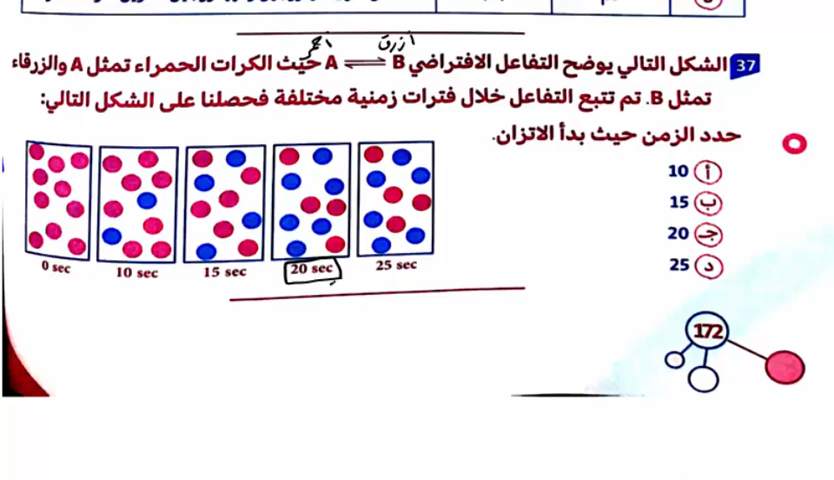 أحمر أزرق
37 الشكل التالي يوضح التفاعل الافتراضي A ⇌ B حيث الكرات الحمراء تمثل A والزرقاء
تمثل B. تم تتبع التفاعل خلال فترات زمنية مختلفة فحصلنا على الشكل التالي:
حدد الزمن حيث بدأ الاتزان.
أ 10
ب 15
جـ 20
د 25
0 sec 10 sec 15 sec 20 sec 25 sec
172